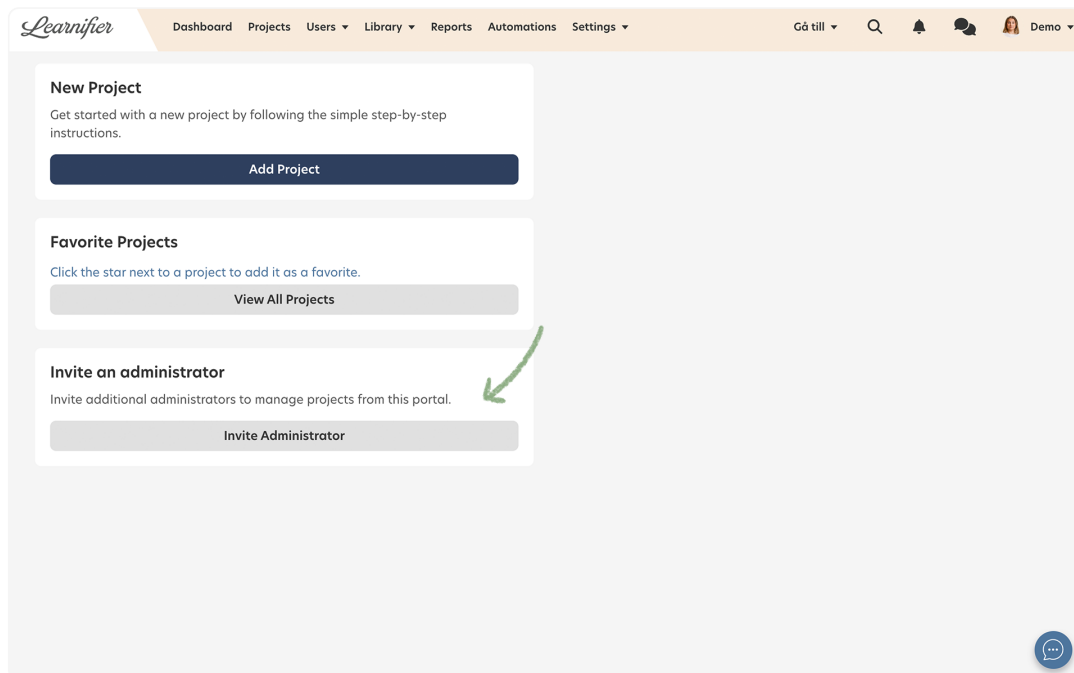 Learnifier
Dashboard Projects Users Library Reports Automations Settings Gå till Demo
New Project
Get started with a new project by following the simple step-by-step
instructions.
Add Project
Favorite Projects
Click the star next to a project to add it as a favorite.
View All Projects
Invite an administrator
Invite additional administrators to manage projects from this portal.
Invite Administrator